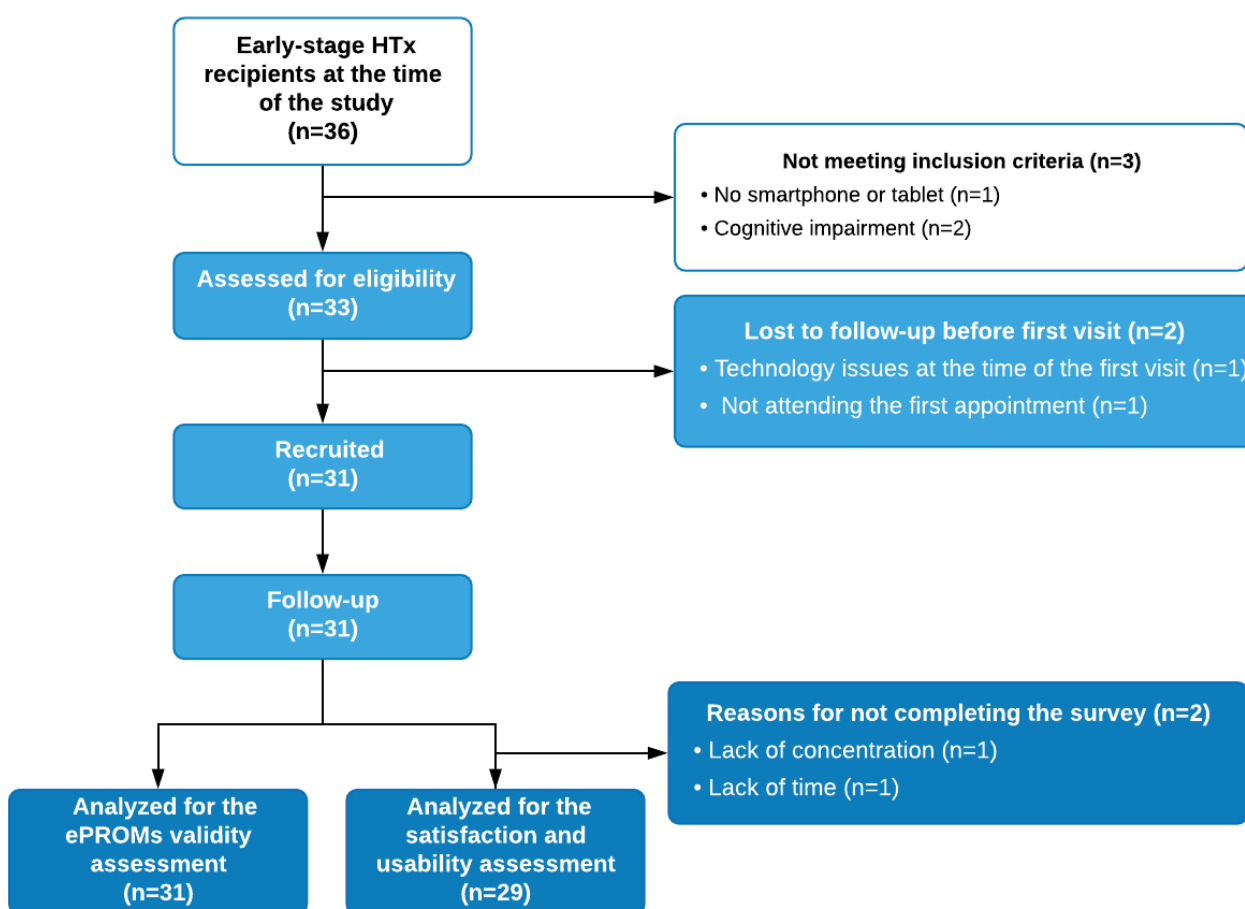 Early-stage HTx
recipients at the time
of the study
(n=36)
Not meeting inclusion criteria (n=3)
• No smartphone or tablet (n=1)
• Cognitive impairment (n=2)
Assessed for eligibility
(n=33)
Lost to follow-up before first visit (n=2)
• Technology issues at the time of the first visit (n=1)
• Not attending the first appointment (n=1)
Recruited
(n=31)
Follow-up
(n=31)
Reasons for not completing the survey (n=2)
• Lack of concentration (n=1)
• Lack of time (n=1)
Analyzed for the
ePROMs validity
assessment
(n=31)
Analyzed for the
satisfaction and
usability assessment
(n=29)